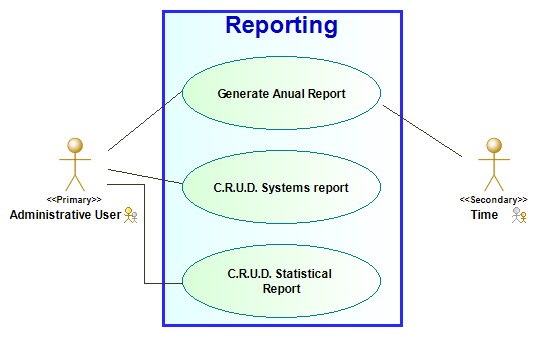 Reporting
Generate Anual Report
C.R.U.D. Systems report
<<Primary>>
Administrative User
<<Secondary>>
Time
C.R.U.D. Statistical
Report